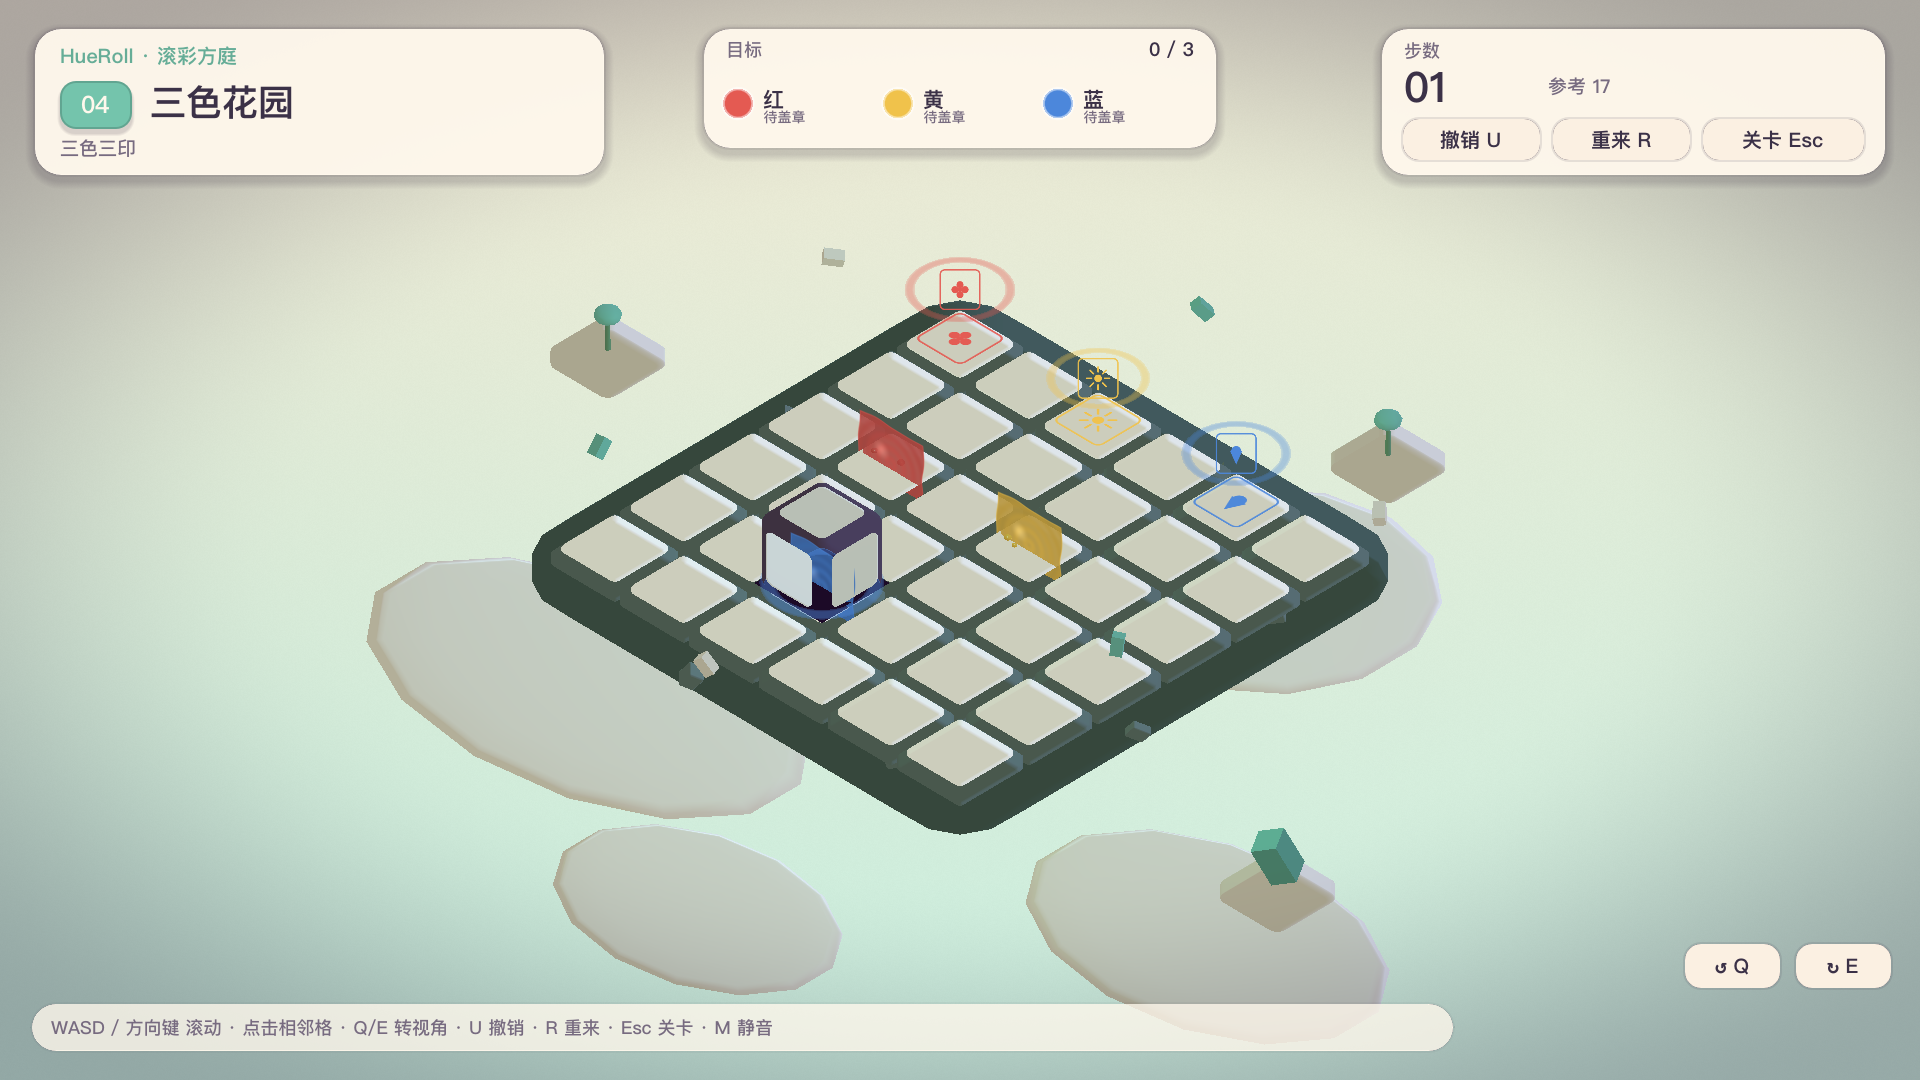 HueRoll · 滚彩方庭
04 三色花园
三色三印
目标 0 / 3
红 黄 蓝
待盖章 待盖章 待盖章
步数
01 参考 17
撤销 U 重来 R 关卡 Esc
↺ Q ↻ E
WASD / 方向键 滚动 · 点击相邻格 · Q/E 转视角 · U 撤销 · R 重来 · Esc 关卡 · M 静音